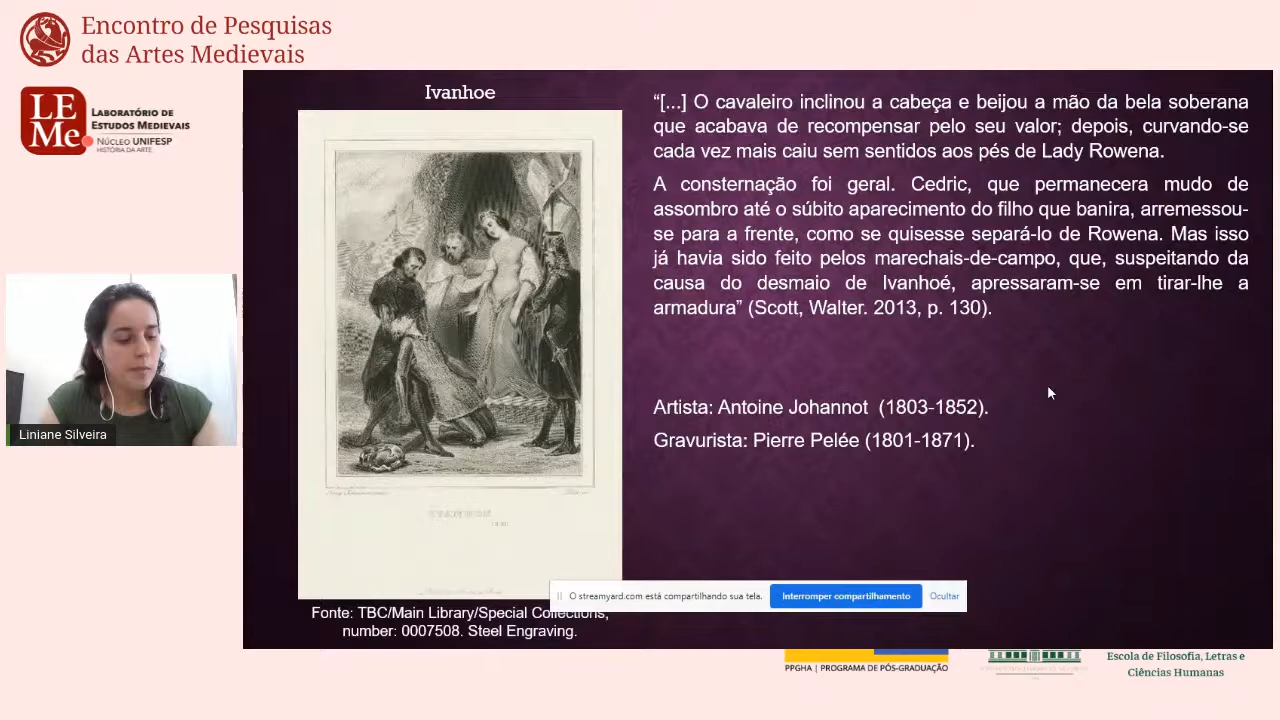 Encontro de Pesquisas
das Artes Medievais
LE
Me
LABORATÓRIO DE
ESTUDOS MEDIEVAIS
NÚCLEO UNIFESP
HISTÓRIA DA ARTE
Liniane Silveira
Ivanhoe
Fonte: TBC/Main Library/Special Collections,
number: 0007508. Steel Engraving.
“[...] O cavaleiro inclinou a cabeça e beijou a mão da bela soberana
que acabava de recompensar pelo seu valor; depois, curvando-se
cada vez mais caiu sem sentidos aos pés de Lady Rowena.
A consternação foi geral. Cedric, que permanecera mudo de
assombro até o súbito aparecimento do filho que banira, arremessou-
se para a frente, como se quisesse separá-lo de Rowena. Mas isso
já havia sido feito pelos marechais-de-campo, que, suspeitando da
causa do desmaio de Ivanhoé, apressaram-se em tirar-lhe a
armadura” (Scott, Walter. 2013, p. 130).
Artista: Antoine Johannot (1803-1852).
Gravurista: Pierre Pelée (1801-1871).
O streamyard.com está compartilhando sua tela.
Interromper compartilhamento
Ocultar
PPGHA | PROGRAMA DE PÓS-GRADUAÇÃO
Escola de Filosofia, Letras e
Ciências Humanas